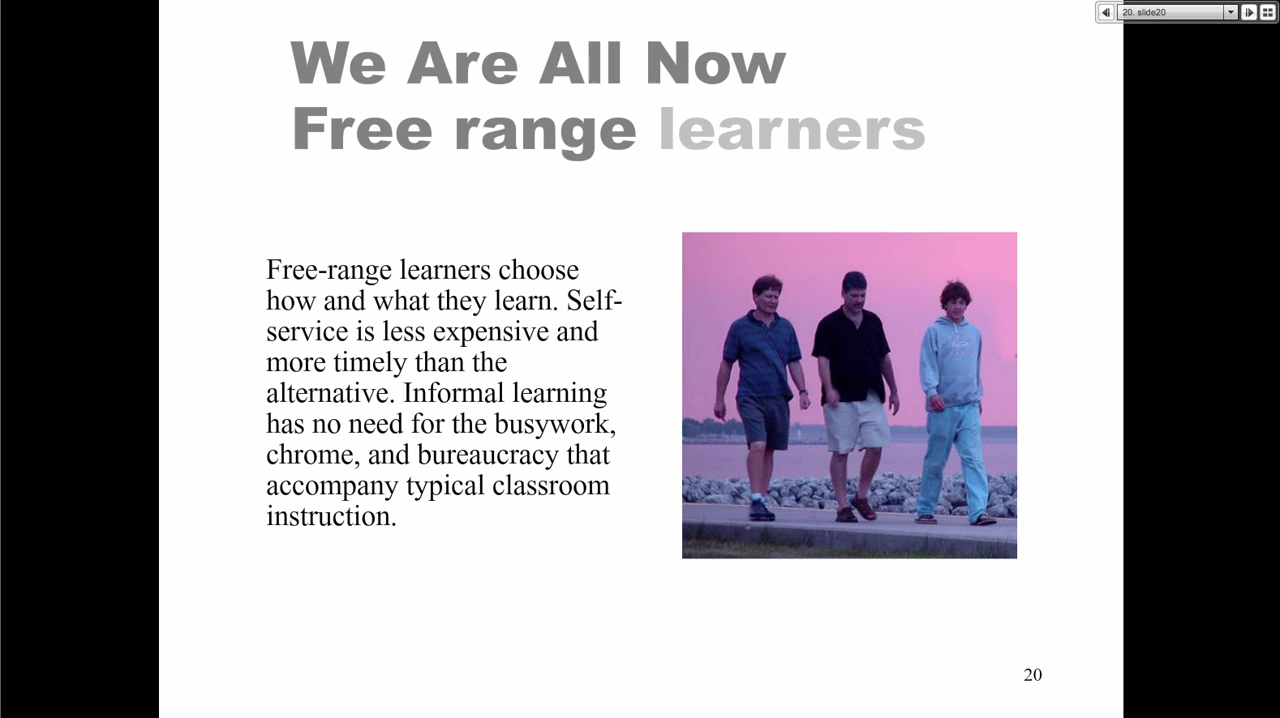 20. slide20
We Are All Now
Free range learners
Free-range learners choose
how and what they learn. Self-
service is less expensive and
more timely than the
alternative. Informal learning
has no need for the busywork,
chrome, and bureaucracy that
accompany typical classroom
instruction.
20